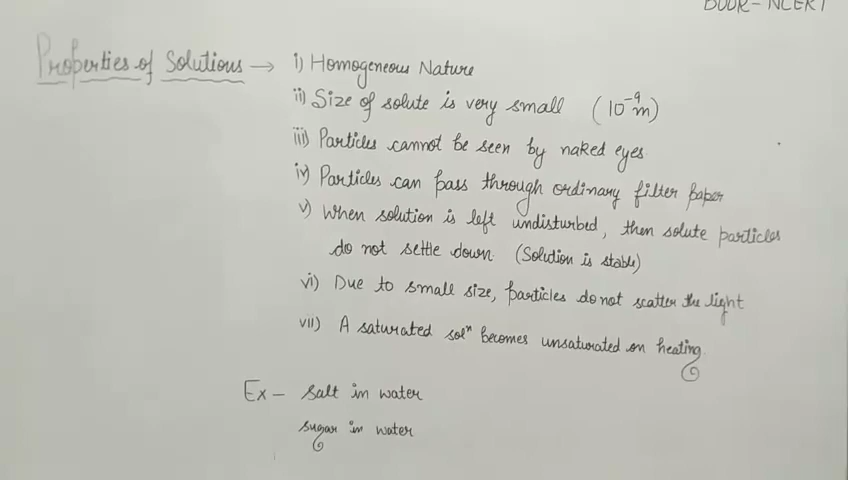 DOOR-NCERT
Properties of Solutions → i) Homogeneous Nature
ii) Size of solute is very small (10⁻⁹m)
iii) Particles cannot be seen by naked eyes.
iv) Particles can pass through ordinary filter paper
v) When solution is left undisturbed, then solute particles
do not settle down. (Solution is stable)
vi) Due to small size, particles do not scatter the light
vii) A saturated solⁿ becomes unsaturated on heating.
Ex - Salt in water
sugar in water